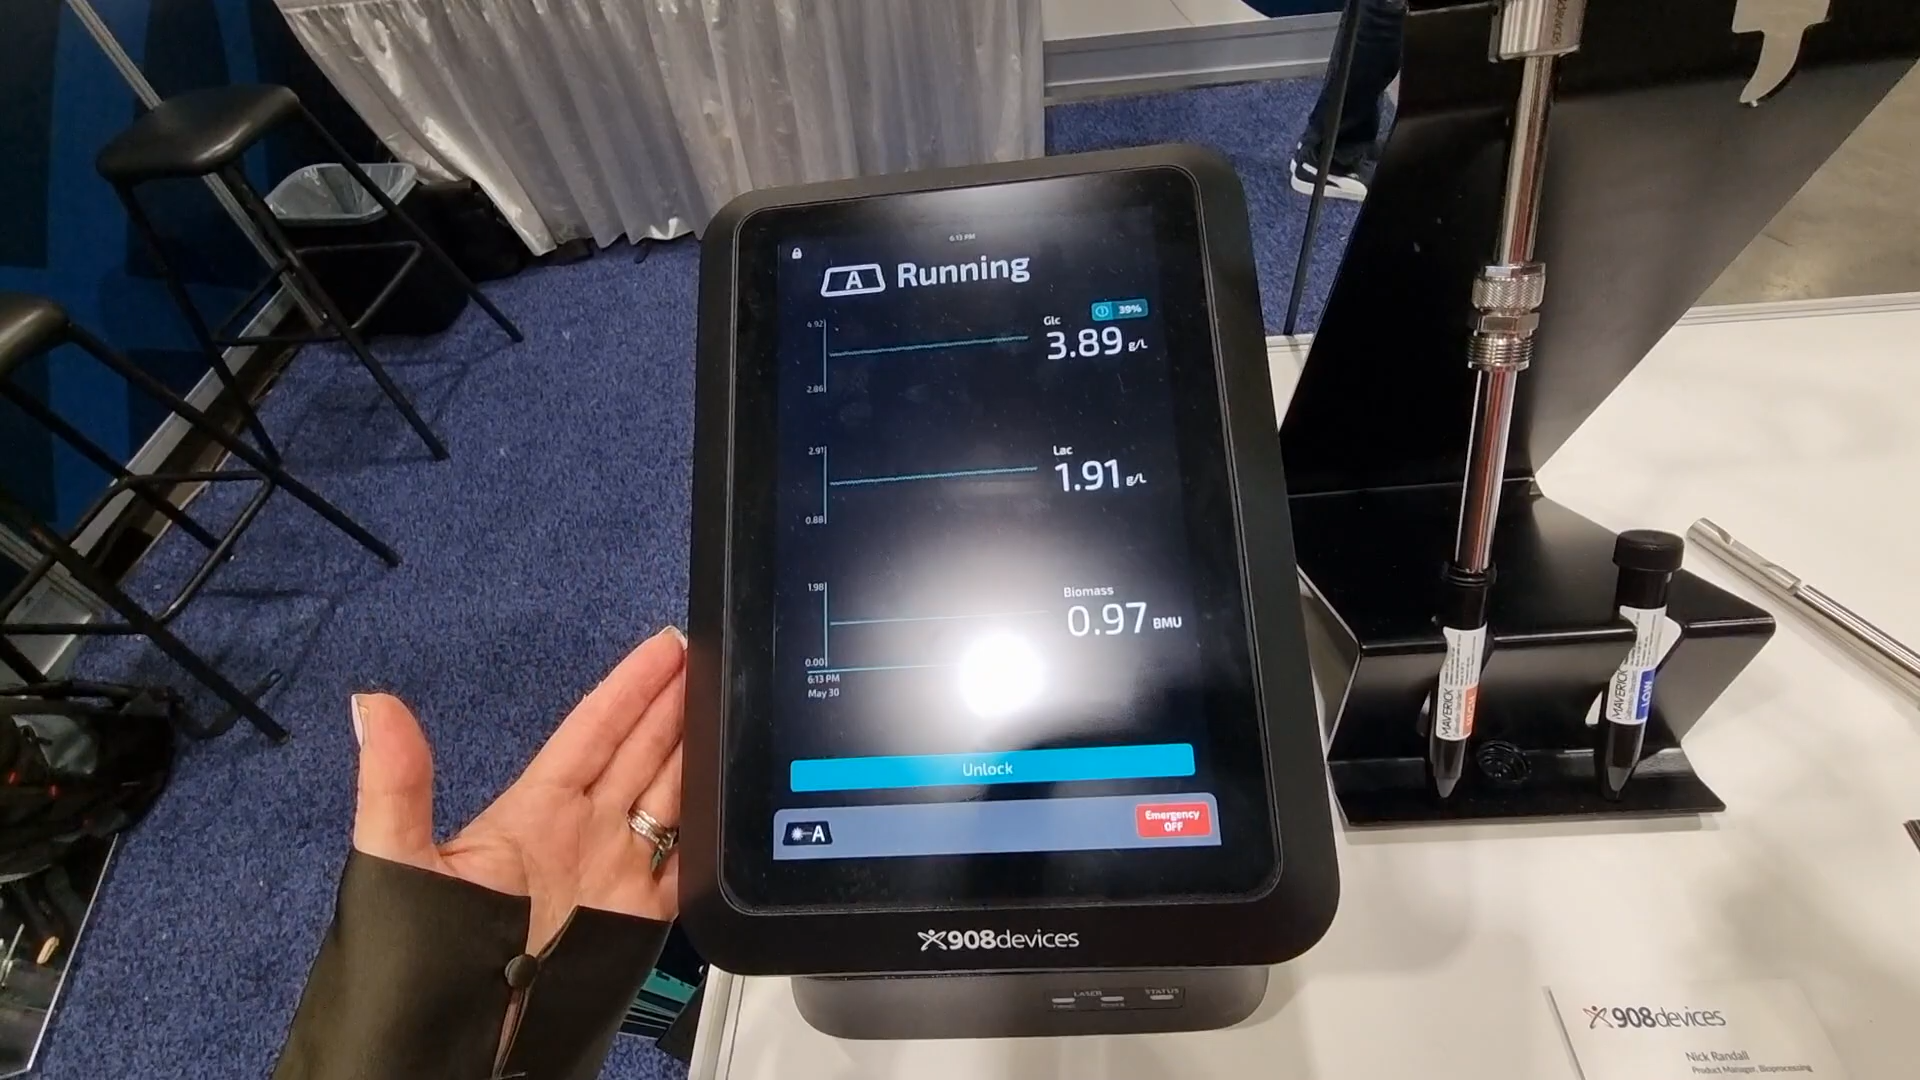 6:13 PM
A Running
39%
4.92
Glc
3.89 g/L
2.86
2.91
Lac
1.91 g/L
0.88
1.98
Biomass
0.97 BMU
0.00
6:13 PM
May 30
Unlock
A
Emergency
OFF
908devices
LASER
STATUS
MAVERICK
MAVERICK
LOW
908devices
Nick Randall
Product Manager, Bioprocessing